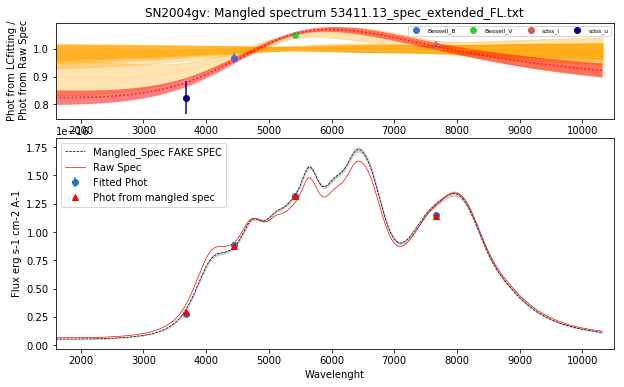 SN2004gv: Mangled spectrum 53411.13_spec_extended_FL.txt
Phot from LCfitting /
Phot from Raw Spec
1.0
0.9
0.8
Bessell_B
Bessell_V
sdss_i
sdss_u
2000 3000 4000 5000 6000 7000 8000 9000 10000
Flux erg s-1 cm-2 A-1
1.75
1.50
1.25
1.00
0.75
0.50
0.25
0.00
Mangled_Spec FAKE SPEC
Raw Spec
Fitted Phot
Phot from mangled spec
2000 3000 4000 5000 6000 7000 8000 9000 10000
Wavelenght